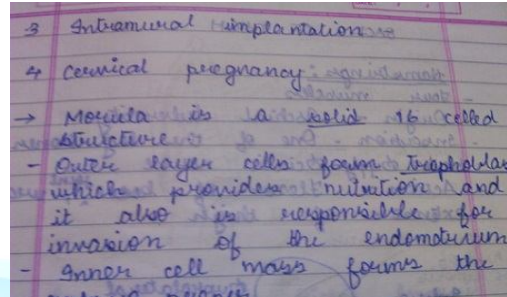 3 Intramural implantation
4 cervical pregnancy
→ Morula is a solid 16 celled
structure
- Outer layer cells form trophoblas
which provides nutrition and
it also is responsible for
invasion of the endometrium
- Inner cell mass forms the